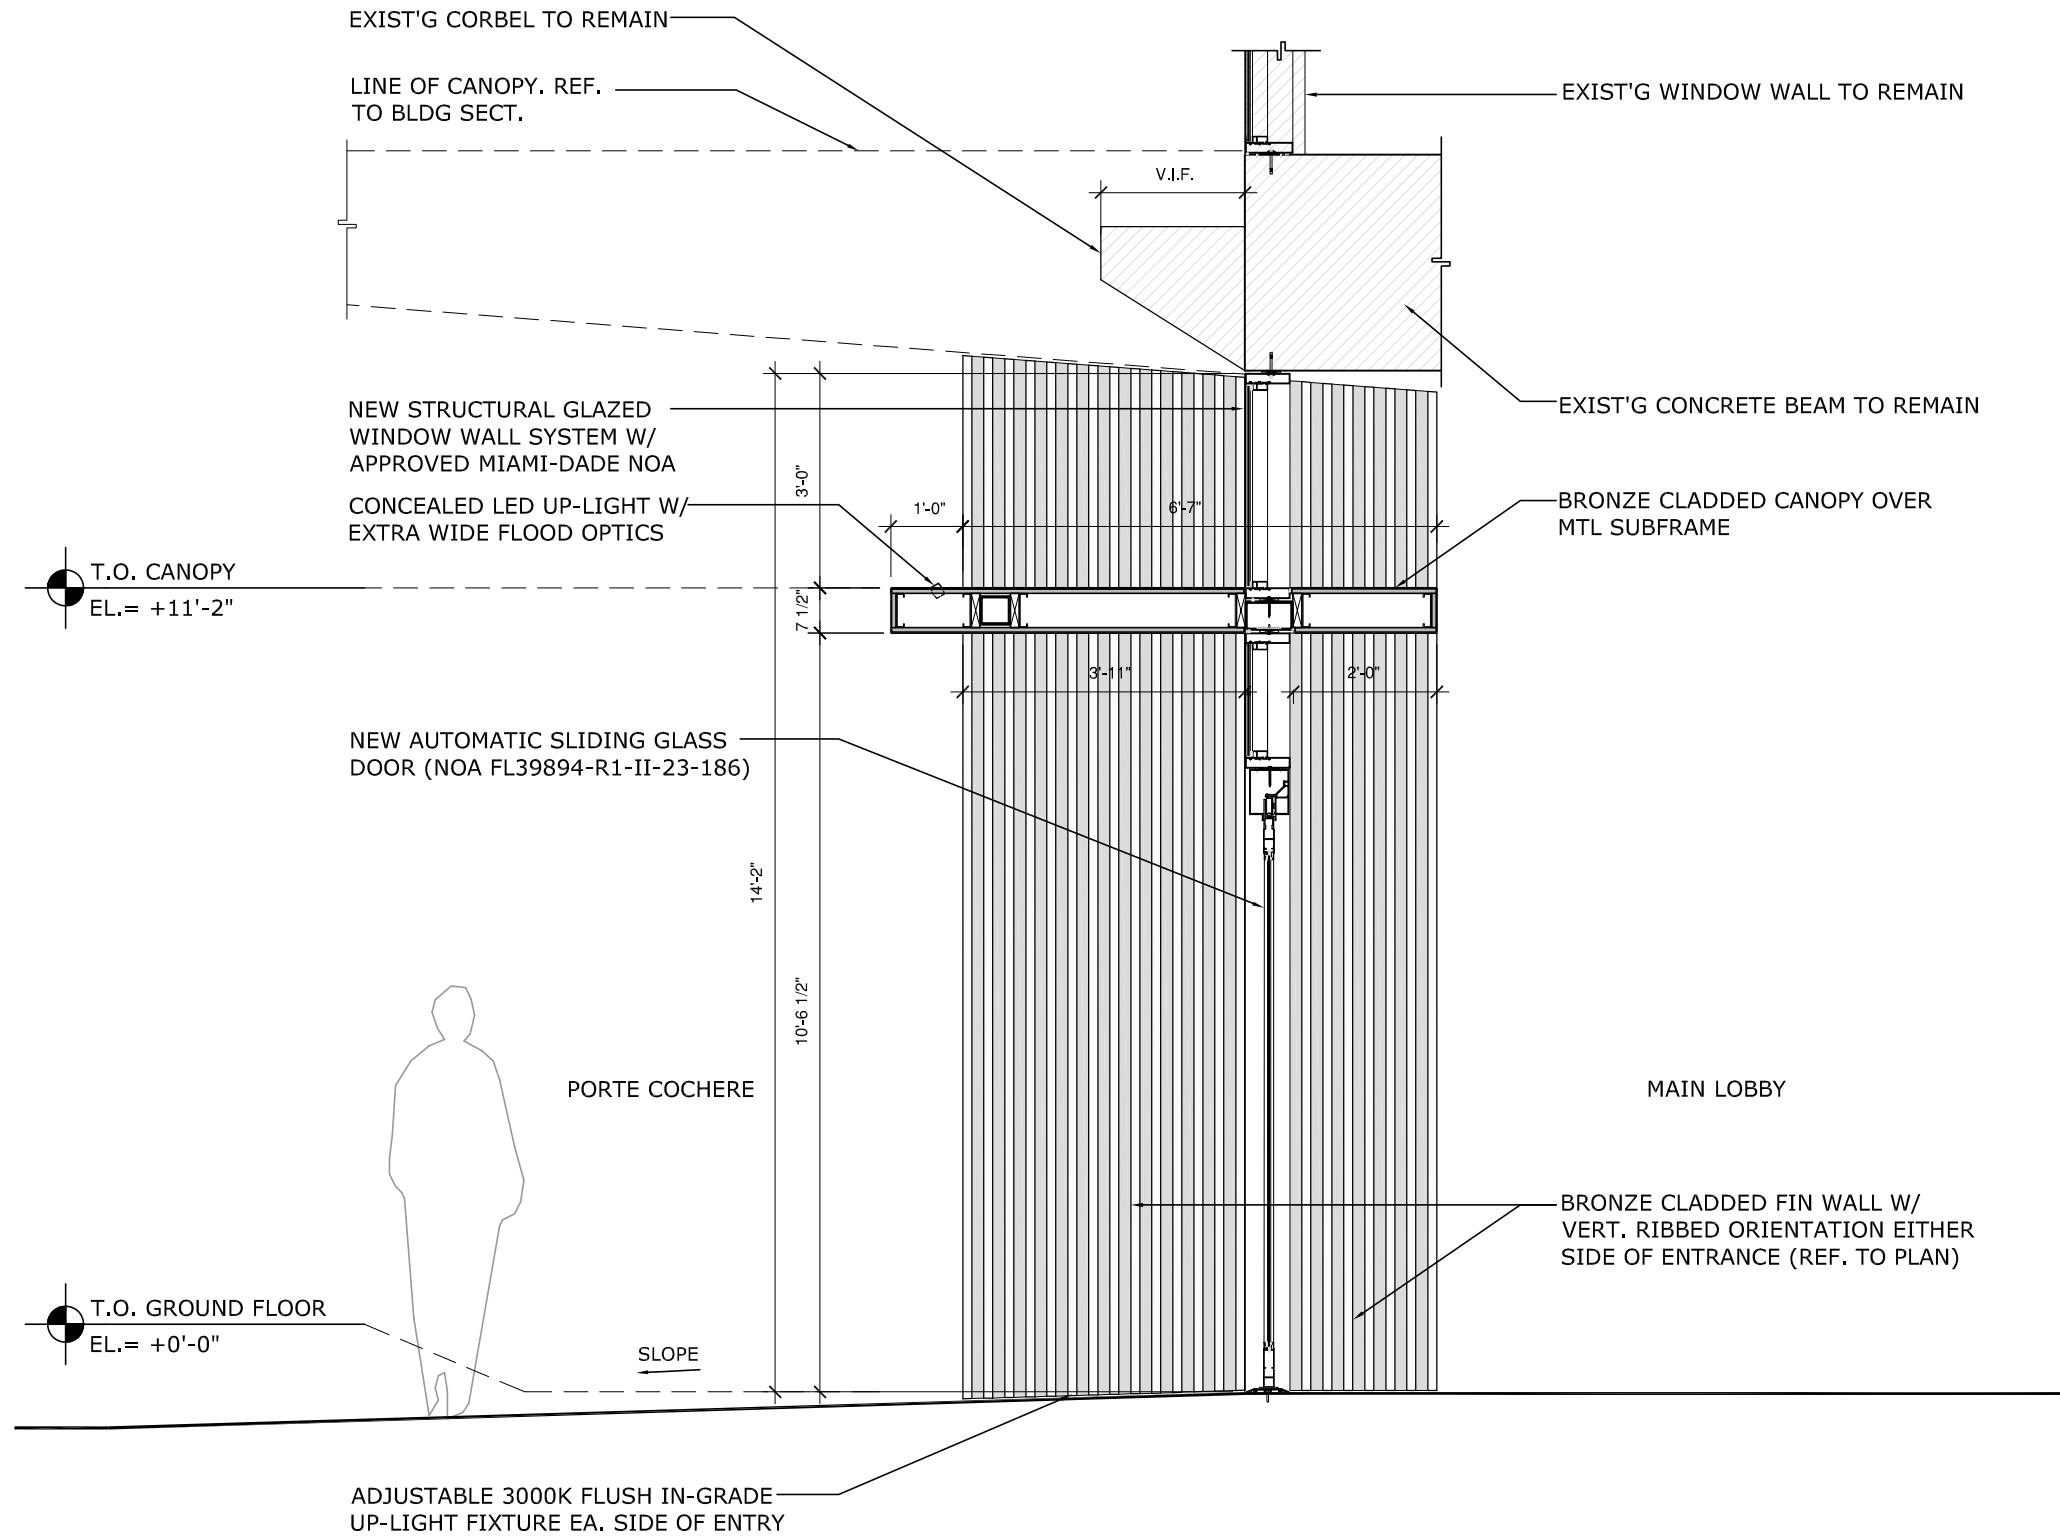 EXIST'G CORBEL TO REMAIN
LINE OF CANOPY. REF.
TO BLDG SECT.
EXIST'G WINDOW WALL TO REMAIN
V.I.F.
NEW STRUCTURAL GLAZED
WINDOW WALL SYSTEM W/
APPROVED MIAMI-DADE NOA
EXIST'G CONCRETE BEAM TO REMAIN
3'-0"
CONCEALED LED UP-LIGHT W/
EXTRA WIDE FLOOD OPTICS
1'-0"
6'-7"
BRONZE CLADDED CANOPY OVER
MTL SUBFRAME
T.O. CANOPY
EL.= +11'-2"
7 1/2"
3'-11"
2'-0"
NEW AUTOMATIC SLIDING GLASS
DOOR (NOA FL39894-R1-II-23-186)
14'-2"
10'-6 1/2"
PORTE COCHERE
MAIN LOBBY
BRONZE CLADDED FIN WALL W/
VERT. RIBBED ORIENTATION EITHER
SIDE OF ENTRANCE (REF. TO PLAN)
T.O. GROUND FLOOR
EL.= +0'-0"
SLOPE
ADJUSTABLE 3000K FLUSH IN-GRADE
UP-LIGHT FIXTURE EA. SIDE OF ENTRY